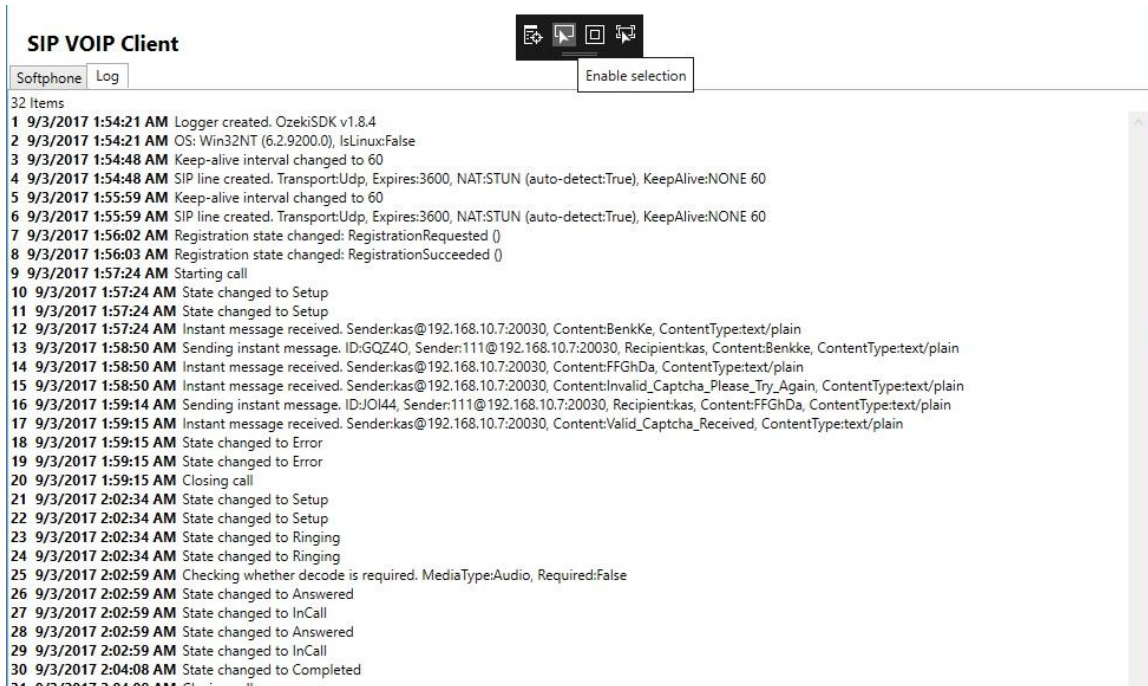 SIP VOIP Client
Enable selection
Softphone Log
32 Items
1 9/3/2017 1:54:21 AM Logger created. OzekiSDK v1.8.4
2 9/3/2017 1:54:21 AM OS: Win32NT (6.2.9200.0), IsLinux:False
3 9/3/2017 1:54:48 AM Keep-alive interval changed to 60
4 9/3/2017 1:54:48 AM SIP line created. Transport:Udp, Expires:3600, NAT:STUN (auto-detect:True), KeepAlive:NONE 60
5 9/3/2017 1:55:59 AM Keep-alive interval changed to 60
6 9/3/2017 1:55:59 AM SIP line created. Transport:Udp, Expires:3600, NAT:STUN (auto-detect:True), KeepAlive:NONE 60
7 9/3/2017 1:56:02 AM Registration state changed: RegistrationRequested ()
8 9/3/2017 1:56:03 AM Registration state changed: RegistrationSucceeded ()
9 9/3/2017 1:57:24 AM Starting call
10 9/3/2017 1:57:24 AM State changed to Setup
11 9/3/2017 1:57:24 AM State changed to Setup
12 9/3/2017 1:57:24 AM Instant message received. Sender:kas@192.168.10.7:20030, Content:BenkKe, ContentType:text/plain
13 9/3/2017 1:58:50 AM Sending instant message. ID:GQZ4O, Sender:111@192.168.10.7:20030, Recipient:kas, Content:Benkke, ContentType:text/plain
14 9/3/2017 1:58:50 AM Instant message received. Sender:kas@192.168.10.7:20030, Content:FFGhDa, ContentType:text/plain
15 9/3/2017 1:58:50 AM Instant message received. Sender:kas@192.168.10.7:20030, Content:Invalid_Captcha_Please_Try_Again, ContentType:text/plain
16 9/3/2017 1:59:14 AM Sending instant message. ID:JOI44, Sender:111@192.168.10.7:20030, Recipient:kas, Content:FFGhDa, ContentType:text/plain
17 9/3/2017 1:59:15 AM Instant message received. Sender:kas@192.168.10.7:20030, Content:Valid_Captcha_Received, ContentType:text/plain
18 9/3/2017 1:59:15 AM State changed to Error
19 9/3/2017 1:59:15 AM State changed to Error
20 9/3/2017 1:59:15 AM Closing call
21 9/3/2017 2:02:34 AM State changed to Setup
22 9/3/2017 2:02:34 AM State changed to Setup
23 9/3/2017 2:02:34 AM State changed to Ringing
24 9/3/2017 2:02:34 AM State changed to Ringing
25 9/3/2017 2:02:59 AM Checking whether decode is required. MediaType:Audio, Required:False
26 9/3/2017 2:02:59 AM State changed to Answered
27 9/3/2017 2:02:59 AM State changed to InCall
28 9/3/2017 2:02:59 AM State changed to Answered
29 9/3/2017 2:02:59 AM State changed to InCall
30 9/3/2017 2:04:08 AM State changed to Completed